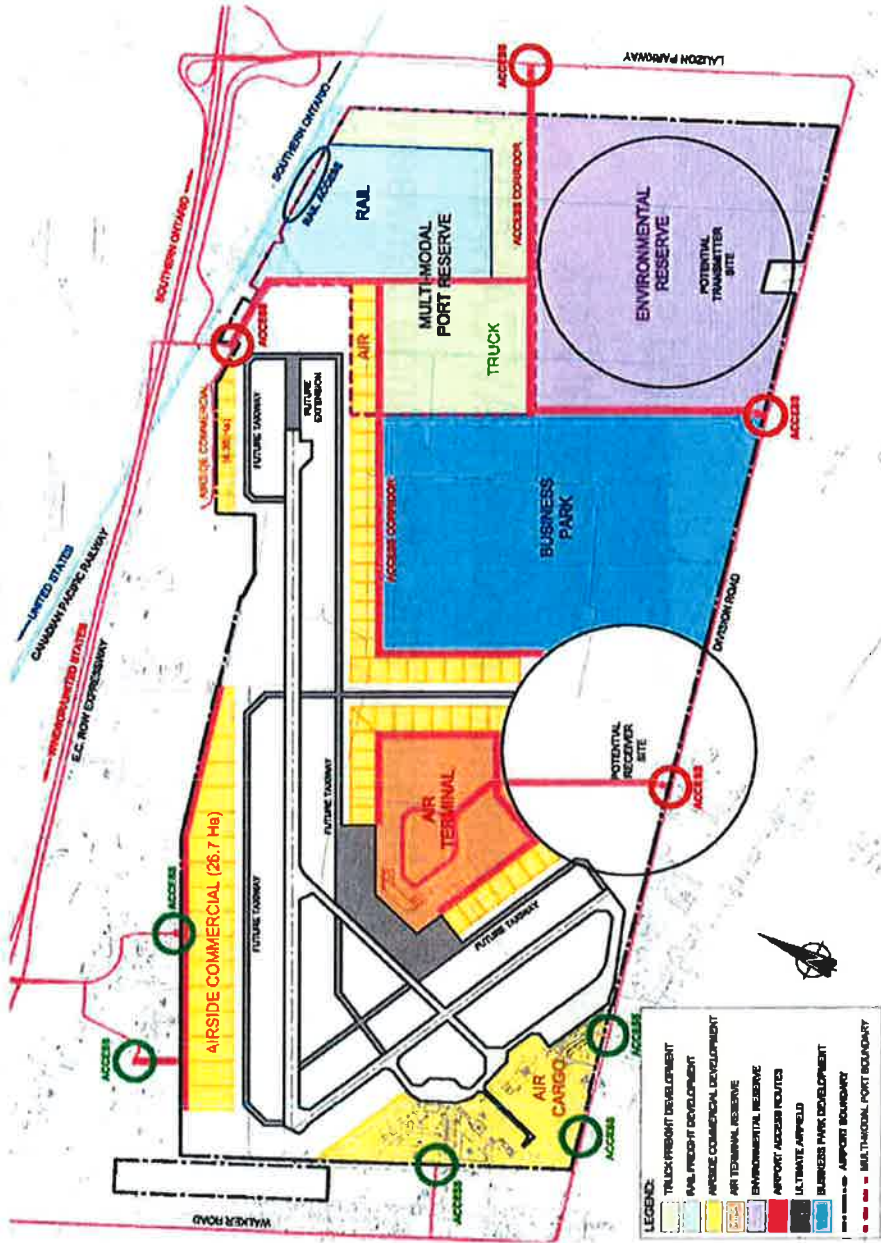 WALKER ROAD
WINDSOR/UNITED STATES
E.C. ROW EXPRESSWAY
UNITED STATES
CANADIAN PACIFIC RAILWAY
SOUTHERN ONTARIO
SOUTHERN ONTARIO
RAIL ACCESS
LAUZON PARKWAY
ACCESS
ACCESS
AIRSIDE COMMERCIAL (26.7 Ha)
AIRSIDE COMMERCIAL
ACCESS
FUTURE TAXIWAY
FUTURE TAXIWAY
FUTURE EXTENSION
FUTURE TAXIWAY
FUTURE TAXIWAY
AIR
RAIL
MULTI-MODAL
PORT RESERVE
TRUCK
ACCESS CORRIDOR
ACCESS
ACCESS CORRIDOR
AIR
TERMINAL
BUSINESS
PARK
ENVIRONMENTAL
RESERVE
POTENTIAL
TRANSMITTER
SITE
POTENTIAL
RECEIVER
SITE
AIR
CARGO
ACCESS
ACCESS
ACCESS
ACCESS
ACCESS
DIVISION ROAD
LEGEND:
TRUCK FREIGHT DEVELOPMENT
RAIL FREIGHT DEVELOPMENT
AIRSIDE COMMERCIAL DEVELOPMENT
AIR TERMINAL RESERVE
ENVIRONMENTAL RESERVE
AIRPORT ACCESS ROUTES
ULTIMATE AIRFIELD
BUSINESS PARK DEVELOPMENT
AIRPORT BOUNDARY
MULTI-MODAL PORT BOUNDARY